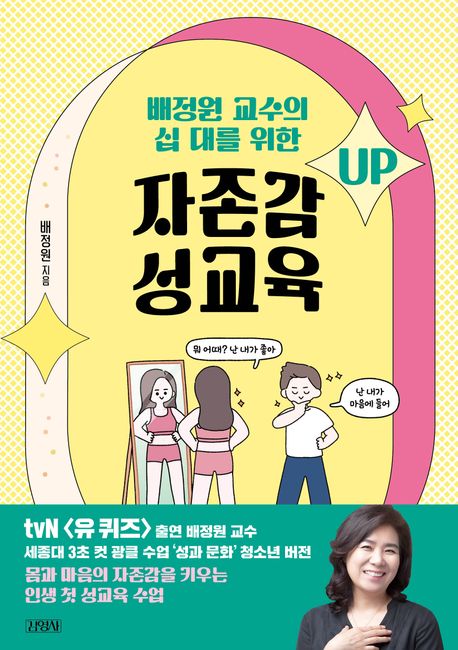 배정원 교수의
십 대를 위한
UP
자존감
성교육
배정원 지음
뭐 어때? 난 내가 좋아
난 내가
마음에 들어
tvN <유 퀴즈> 출연 배정원 교수
세종대 3초 컷 광클 수업 '성과 문화' 청소년 버전
몸과 마음의 자존감을 키우는
인생 첫 성교육 수업
김영사